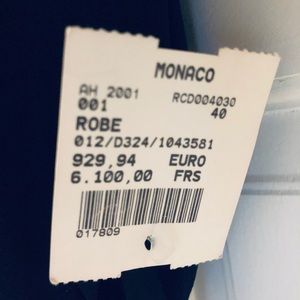 MONACO
AH 2001 RCD004030
001 40
ROBE
012/D324/1043581
929,94 EURO
6.100,00 FRS
017809